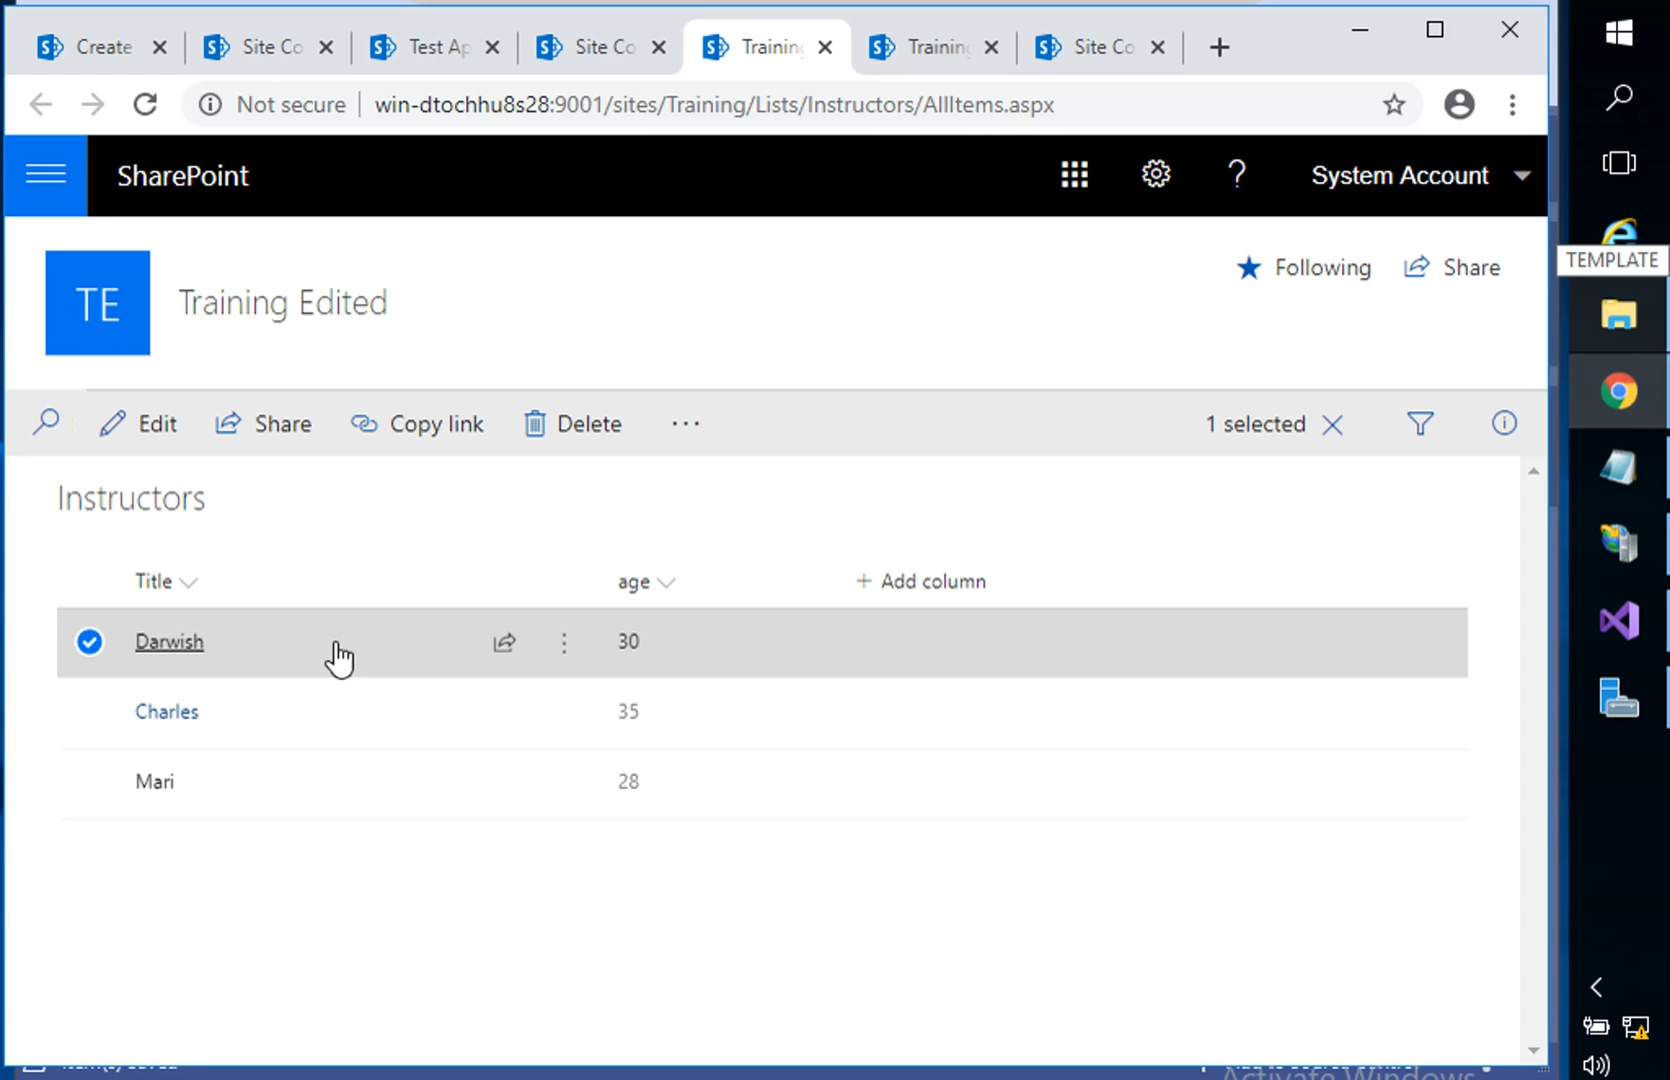 Create
Site Co
Test Ap
Site Co
Training
Training
Site Co
Not secure
win-dtochhu8s28:9001/sites/Training/Lists/Instructors/AllItems.aspx
SharePoint
?
System Account
TE
Training Edited
Following
Share
TEMPLATE
Edit
Share
Copy link
Delete
...
1 selected
Instructors
Title
age
+ Add column
Darwish
30
Charles
35
Mari
28
Activate Windows